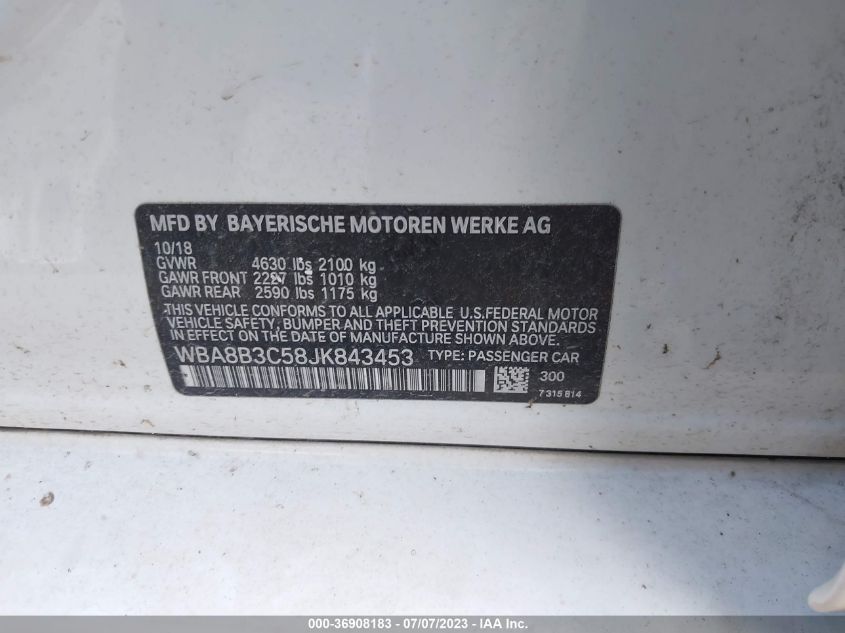 MFD BY BAYERISCHE MOTOREN WERKE AG
10/18
GVWR 4630 lbs 2100 kg
GAWR FRONT 2227 lbs 1010 kg
GAWR REAR 2590 lbs 1175 kg
THIS VEHICLE CONFORMS TO ALL APPLICABLE U.S.FEDERAL MOTOR
VEHICLE SAFETY, BUMPER AND THEFT PREVENTION STANDARDS
IN EFFECT ON THE DATE OF MANUFACTURE SHOWN ABOVE.
WBA8B3C58JK843453 TYPE: PASSENGER CAR
300
7315814
000-36908183 - 07/07/2023 - © IAA Inc.